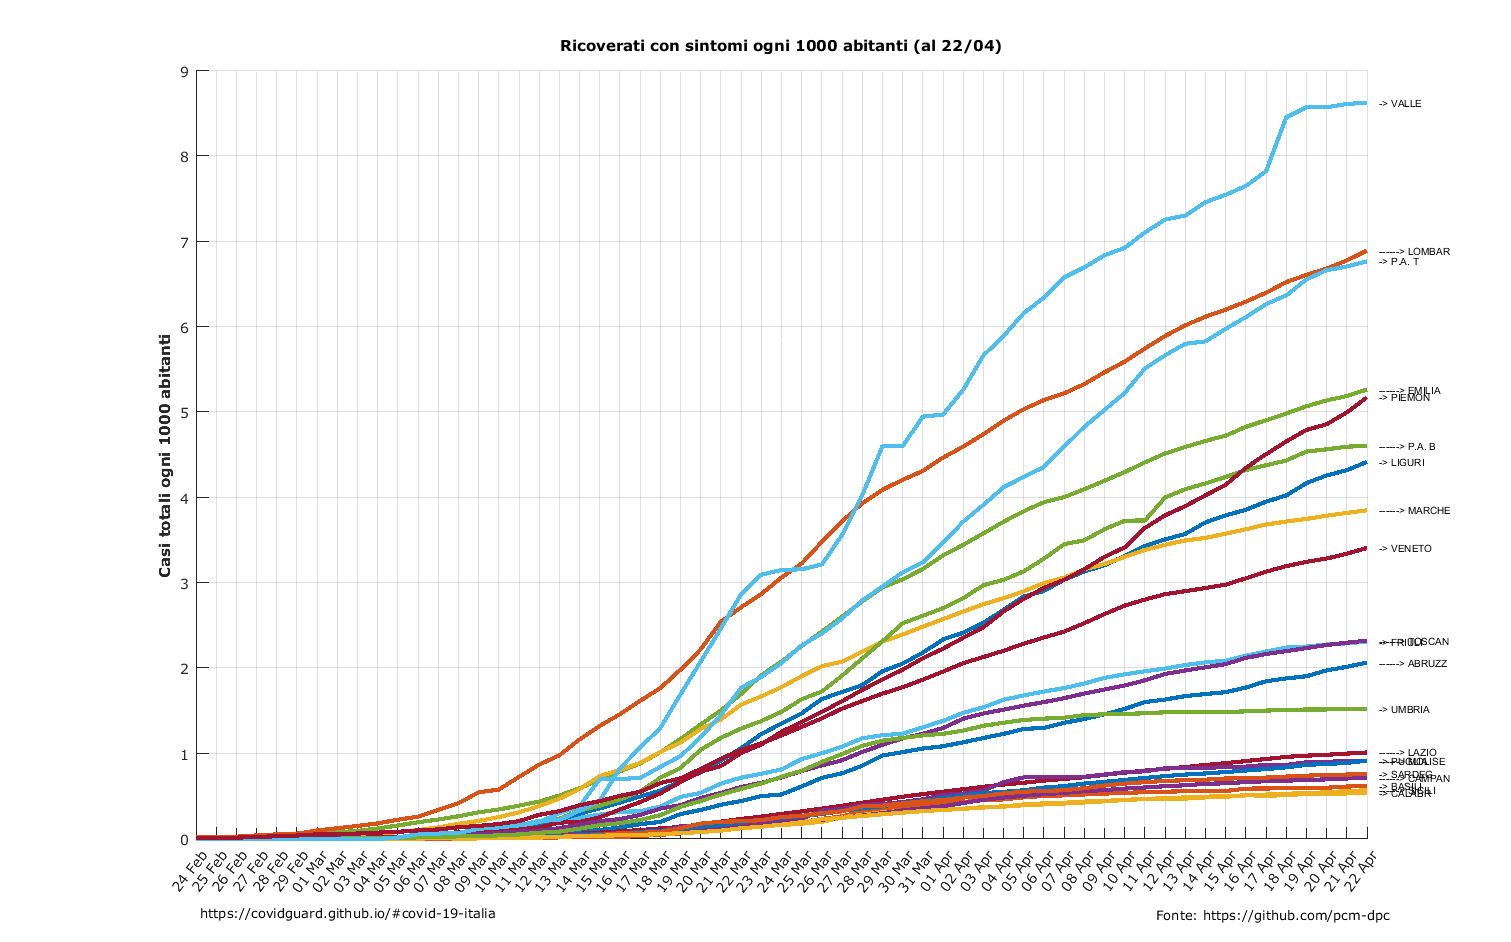 Ricoverati con sintomi ogni 1000 abitanti (al 22/04)
Casi totali ogni 1000 abitanti
9
8
7
6
5
4
3
2
1
0
-> VALLE
------> LOMBAR
-> P.A. T
------> EMILIA
-> PIEMON
------> P.A. B
-> LIGURI
------> MARCHE
-> VENETO
-> FRIULI
------> TOSCAN
------> ABRUZZ
-> UMBRIA
------> LAZIO
-> PUGLIA
------> MOLISE
-> SARDEG
------> CAMPAN
-> BASILI
------> SICILI
-> CALABR
24 Feb
25 Feb
26 Feb
27 Feb
28 Feb
29 Feb
01 Mar
02 Mar
03 Mar
04 Mar
05 Mar
06 Mar
07 Mar
08 Mar
09 Mar
10 Mar
11 Mar
12 Mar
13 Mar
14 Mar
15 Mar
16 Mar
17 Mar
18 Mar
19 Mar
20 Mar
21 Mar
22 Mar
23 Mar
24 Mar
25 Mar
26 Mar
27 Mar
28 Mar
29 Mar
30 Mar
31 Mar
01 Apr
02 Apr
03 Apr
04 Apr
05 Apr
06 Apr
07 Apr
08 Apr
09 Apr
10 Apr
11 Apr
12 Apr
13 Apr
14 Apr
15 Apr
16 Apr
17 Apr
18 Apr
19 Apr
20 Apr
21 Apr
22 Apr
https://covidguard.github.io/#covid-19-italia
Fonte: https://github.com/pcm-dpc